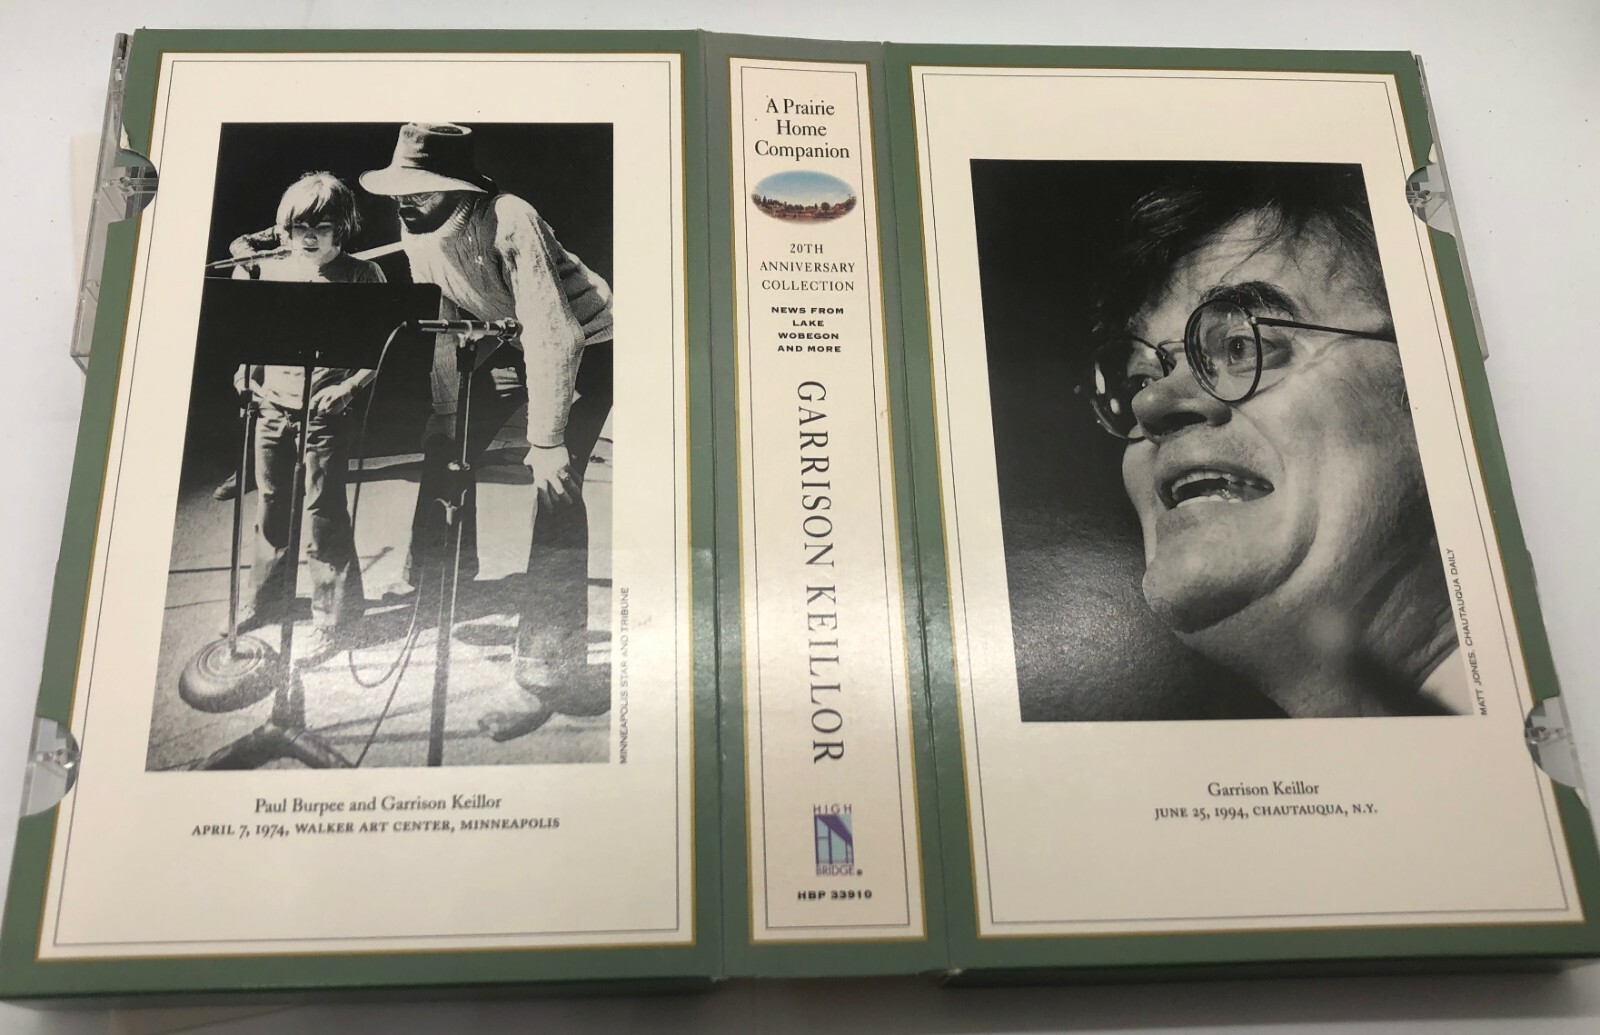 MINNEAPOLIS STAR AND TRIBUNE
Paul Burpee and Garrison Keillor
APRIL 7, 1974, WALKER ART CENTER, MINNEAPOLIS
A Prairie
Home
Companion
20TH
ANNIVERSARY
COLLECTION
NEWS FROM
LAKE
WOBEGON
AND MORE
GARRISON KEILLOR
HIGH
BRIDGE®
HBP 33910
MATT JONES, CHAUTAUQUA DAILY
Garrison Keillor
JUNE 25, 1994, CHAUTAUQUA, N.Y.